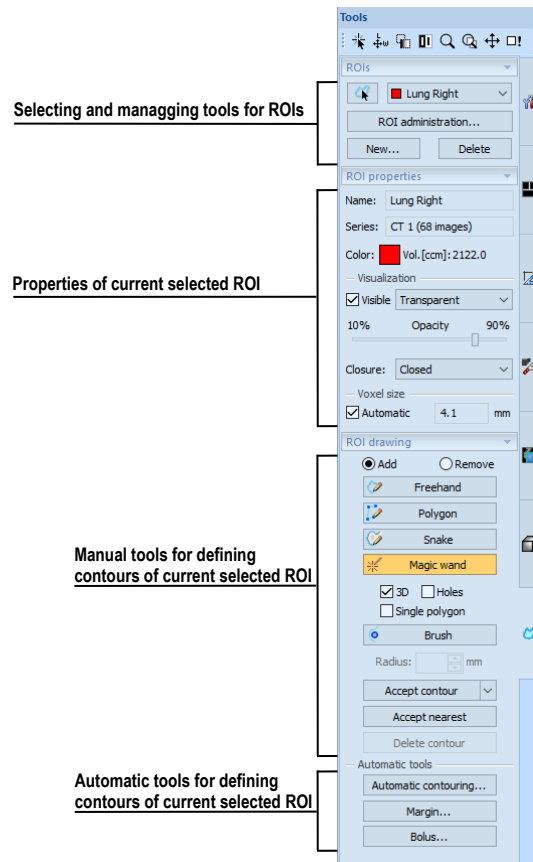 Tools
ROIs
Selecting and managging tools for ROIs
Lung Right
ROI administration...
New... Delete
ROI properties
Name: Lung Right
Series: CT 1 (68 images)
Color: Vol.[ccm]: 2122.0
Properties of current selected ROI
Visualization
Visible Transparent
10% Opacity 90%
Closure: Closed
Voxel size
Automatic 4.1 mm
ROI drawing
Add Remove
Freehand
Polygon
Snake
Manual tools for defining
contours of current selected ROI
Magic wand
3D Holes
Single polygon
Brush
Radius: mm
Accept contour
Accept nearest
Delete contour
Automatic tools
Automatic tools for defining
contours of current selected ROI
Automatic contouring...
Margin...
Bolus...